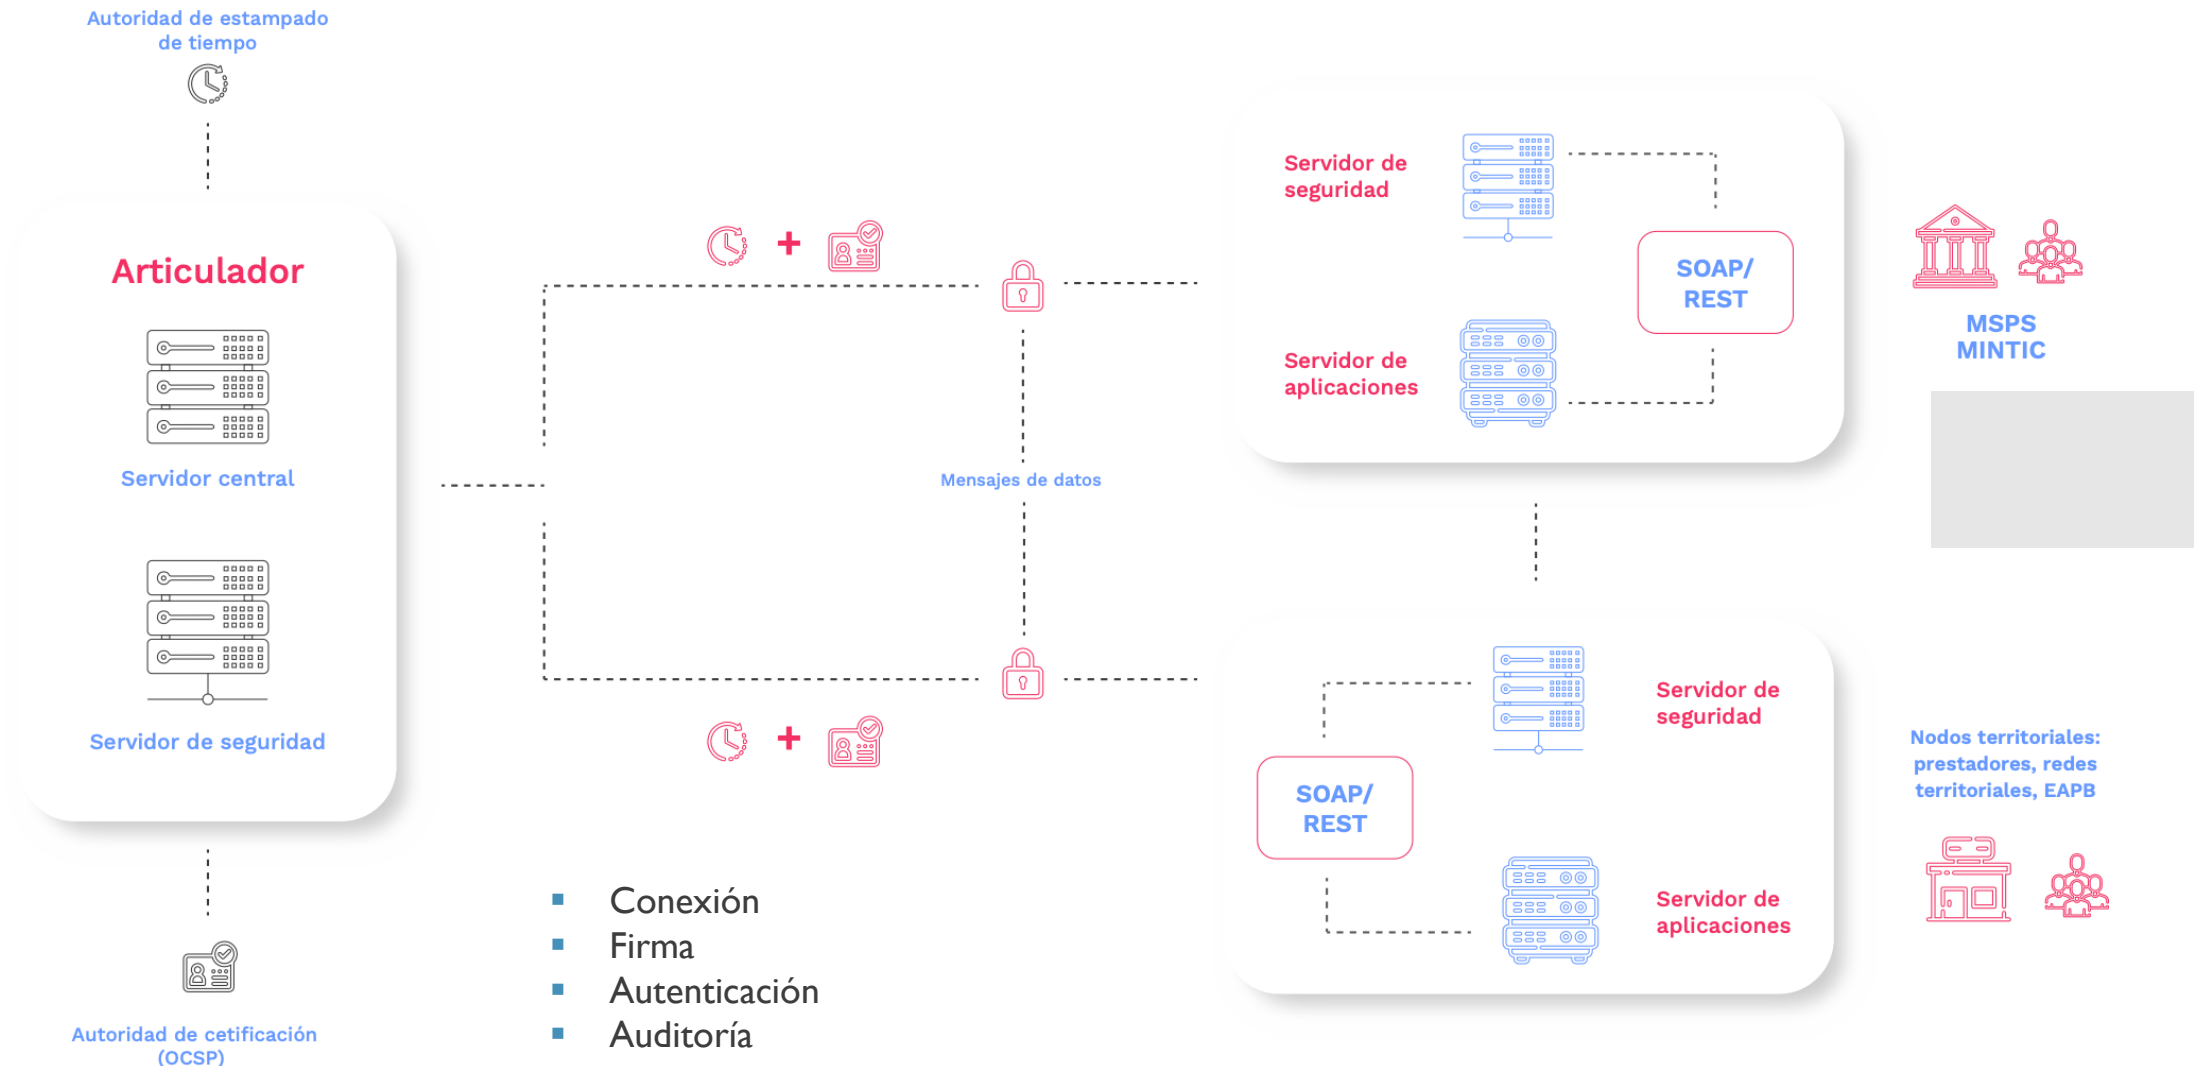 Autoridad de estampado
de tiempo
Articulador
Servidor central
Servidor de seguridad
Autoridad de cetificación
(OCSP)
Mensajes de datos
Conexión
Firma
Autenticación
Auditoría
Servidor de
seguridad
SOAP/
REST
Servidor de
aplicaciones
MSPS
MINTIC
Servidor de
seguridad
SOAP/
REST
Servidor de
aplicaciones
Nodos territoriales:
prestadores, redes
territoriales, EAPB